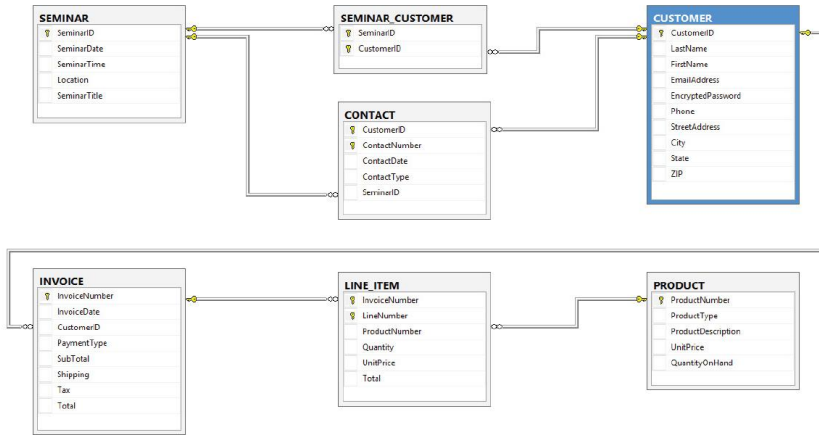 SEMINAR
SeminarID
SeminarDate
SeminarTime
Location
SeminarTitle
SEMINAR_CUSTOMER
SeminarID
CustomerID
CONTACT
CustomerID
ContactNumber
ContactDate
ContactType
SeminarID
CUSTOMER
CustomerID
LastName
FirstName
EmailAddress
EncryptedPassword
Phone
StreetAddress
City
State
ZIP
INVOICE
InvoiceNumber
InvoiceDate
CustomerID
PaymentType
SubTotal
Shipping
Tax
Total
LINE_ITEM
InvoiceNumber
LineNumber
ProductNumber
Quantity
UnitPrice
Total
PRODUCT
ProductNumber
ProductType
ProductDescription
UnitPrice
QuantityOnHand